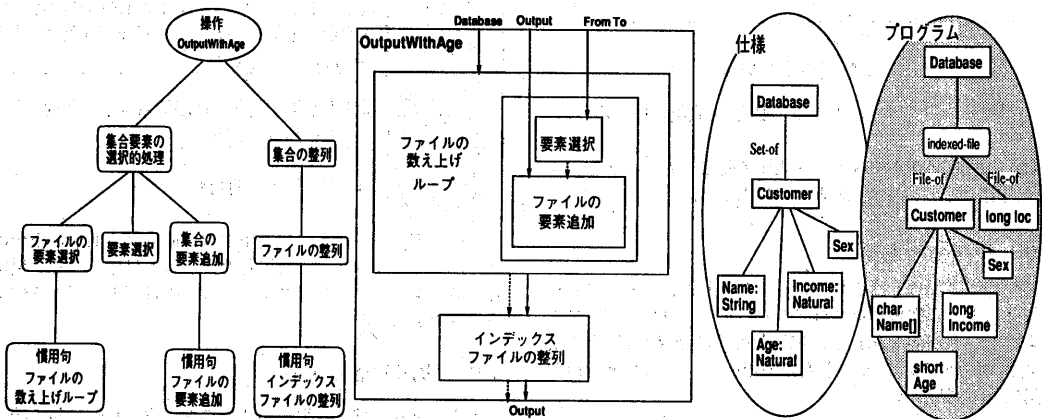 操作
OutputWithAge
集合要素の
選択的処理
集合の整列
ファイルの
要素選択
要素選択
集合の
要素追加
ファイルの整列
慣用句
ファイルの
数え上げループ
慣用句
ファイルの
要素追加
慣用句
インデックス
ファイルの整列
Database
Output
From To
OutputWithAge
ファイルの
数え上げ
ループ
要素選択
ファイルの
要素追加
インデックス
ファイルの整列
Output
仕様
Database
Set-of
Customer
Sex
Name:
String
Income:
Natural
Age:
Natural
プログラム
Database
indexed-file
File-of
File-of
Customer
long loc
Sex
char
Name[]
long
Income
short
Age